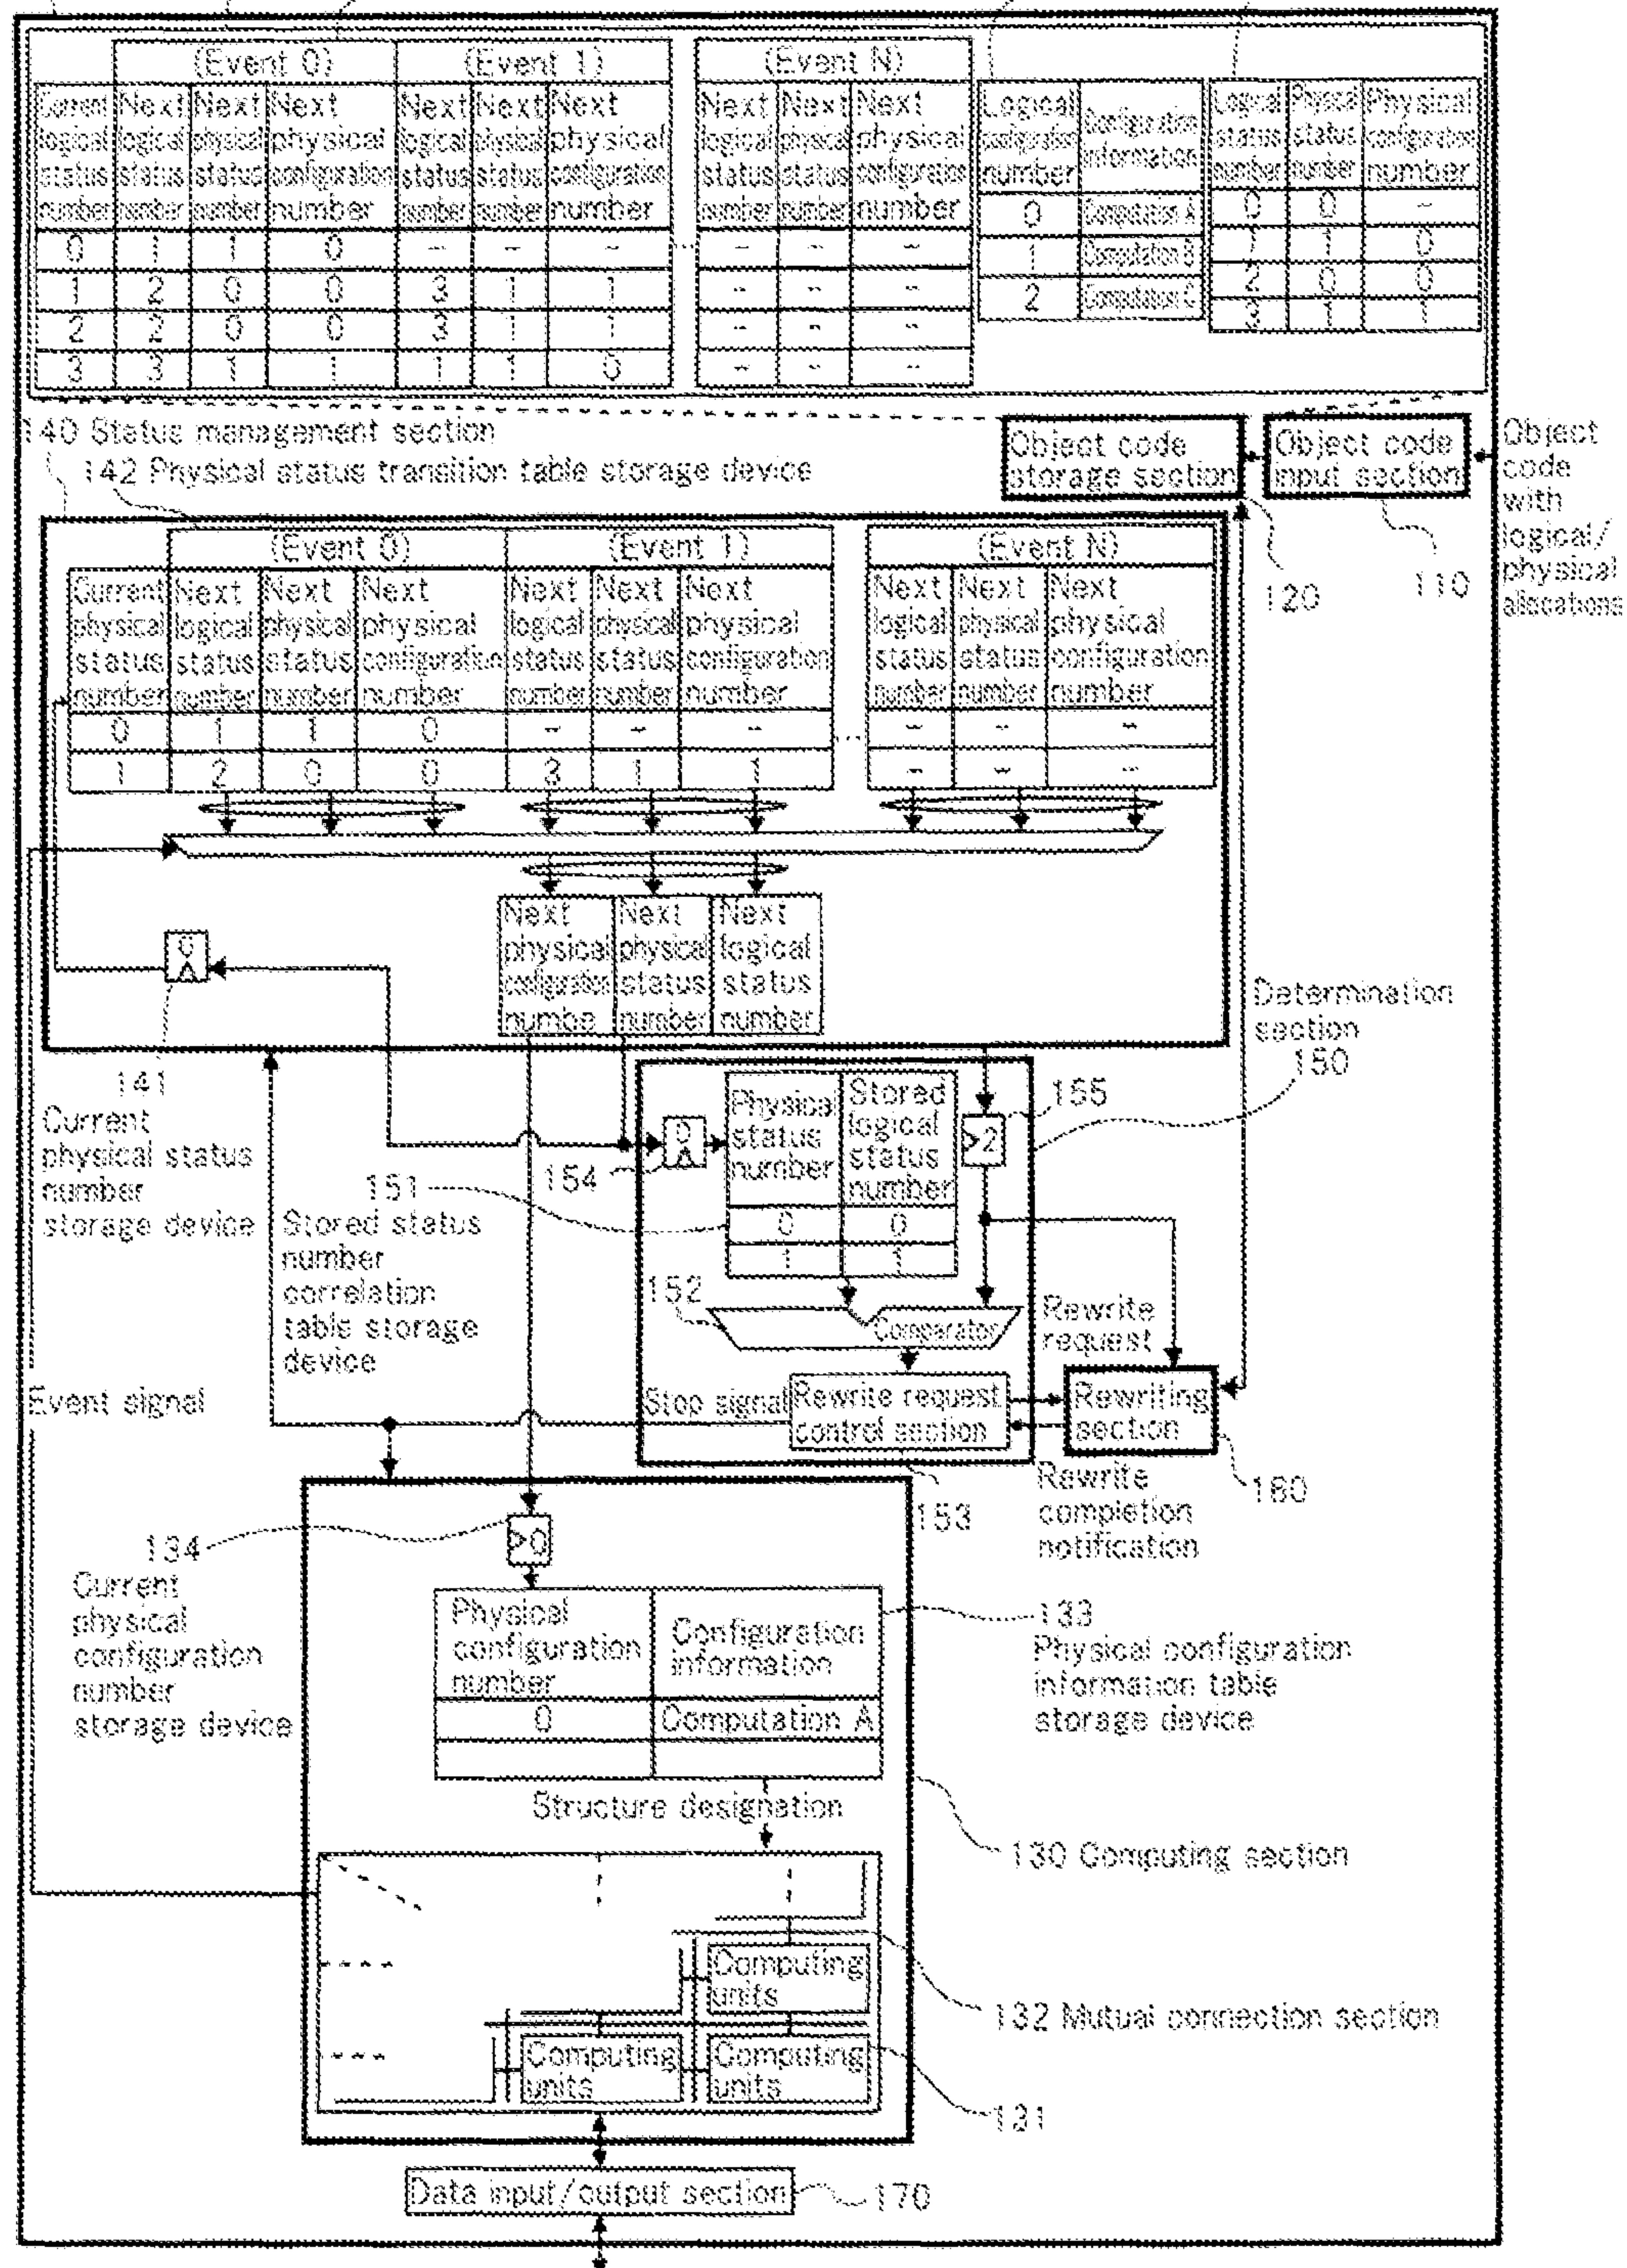 (Event 0) (Event 1) (Event N)
Current logical status number
Next logical status number
Next physical status number
Next physical configuration number
Next logical status number
Next physical status number
Next physical configuration number
Next logical status number
Next physical status number
Next physical configuration number
0 1 1 0 - - - ... - - -
1 2 0 0 3 1 1 - - -
2 2 0 0 3 1 1 - - -
3 3 1 1 1 1 0 - - -
Logical configuration number
Configuration information
0 Computation A
1 Computation B
2 Computation C
Logical status number
Physical status number
Physical configuration number
0 0 -
1 1 0
2 0 0
3 1 1
140 Status management section
142 Physical status transition table storage device
Object code
storage section
Object code
input section
Object
code
with
logical/
physical
allocations
120
110
(Event 0) (Event 1) (Event N)
Current physical status number
Next logical status number
Next physical status number
Next physical configuration number
Next logical status number
Next physical status number
Next physical configuration number
Next logical status number
Next physical status number
Next physical configuration number
0 1 1 0 - - - ... - - -
1 2 0 0 3 1 1 - - -
Next physical configuration numbe
Next physical status number
Next logical status number
0
141
Current
physical status
number
storage device
Determination
section
150
155
>2
0
154
Physical status number
Stored logical status number
0 0
1 1
151
Stored status
number
correlation
table storage
device
152
Comparator
Rewrite
request
Event signal
Stop signal
Rewrite request
control section
Rewriting
section
153
160
Rewrite
completion
notification
134
>0
Current
physical
configuration
number
storage device
Physical configuration number
Configuration information
0 Computation A
133
Physical configuration
information table
storage device
Structure designation
130 Computing section
Computing
units
132 Mutual connection section
Computing
units
Computing
units
131
Data input/output section
170